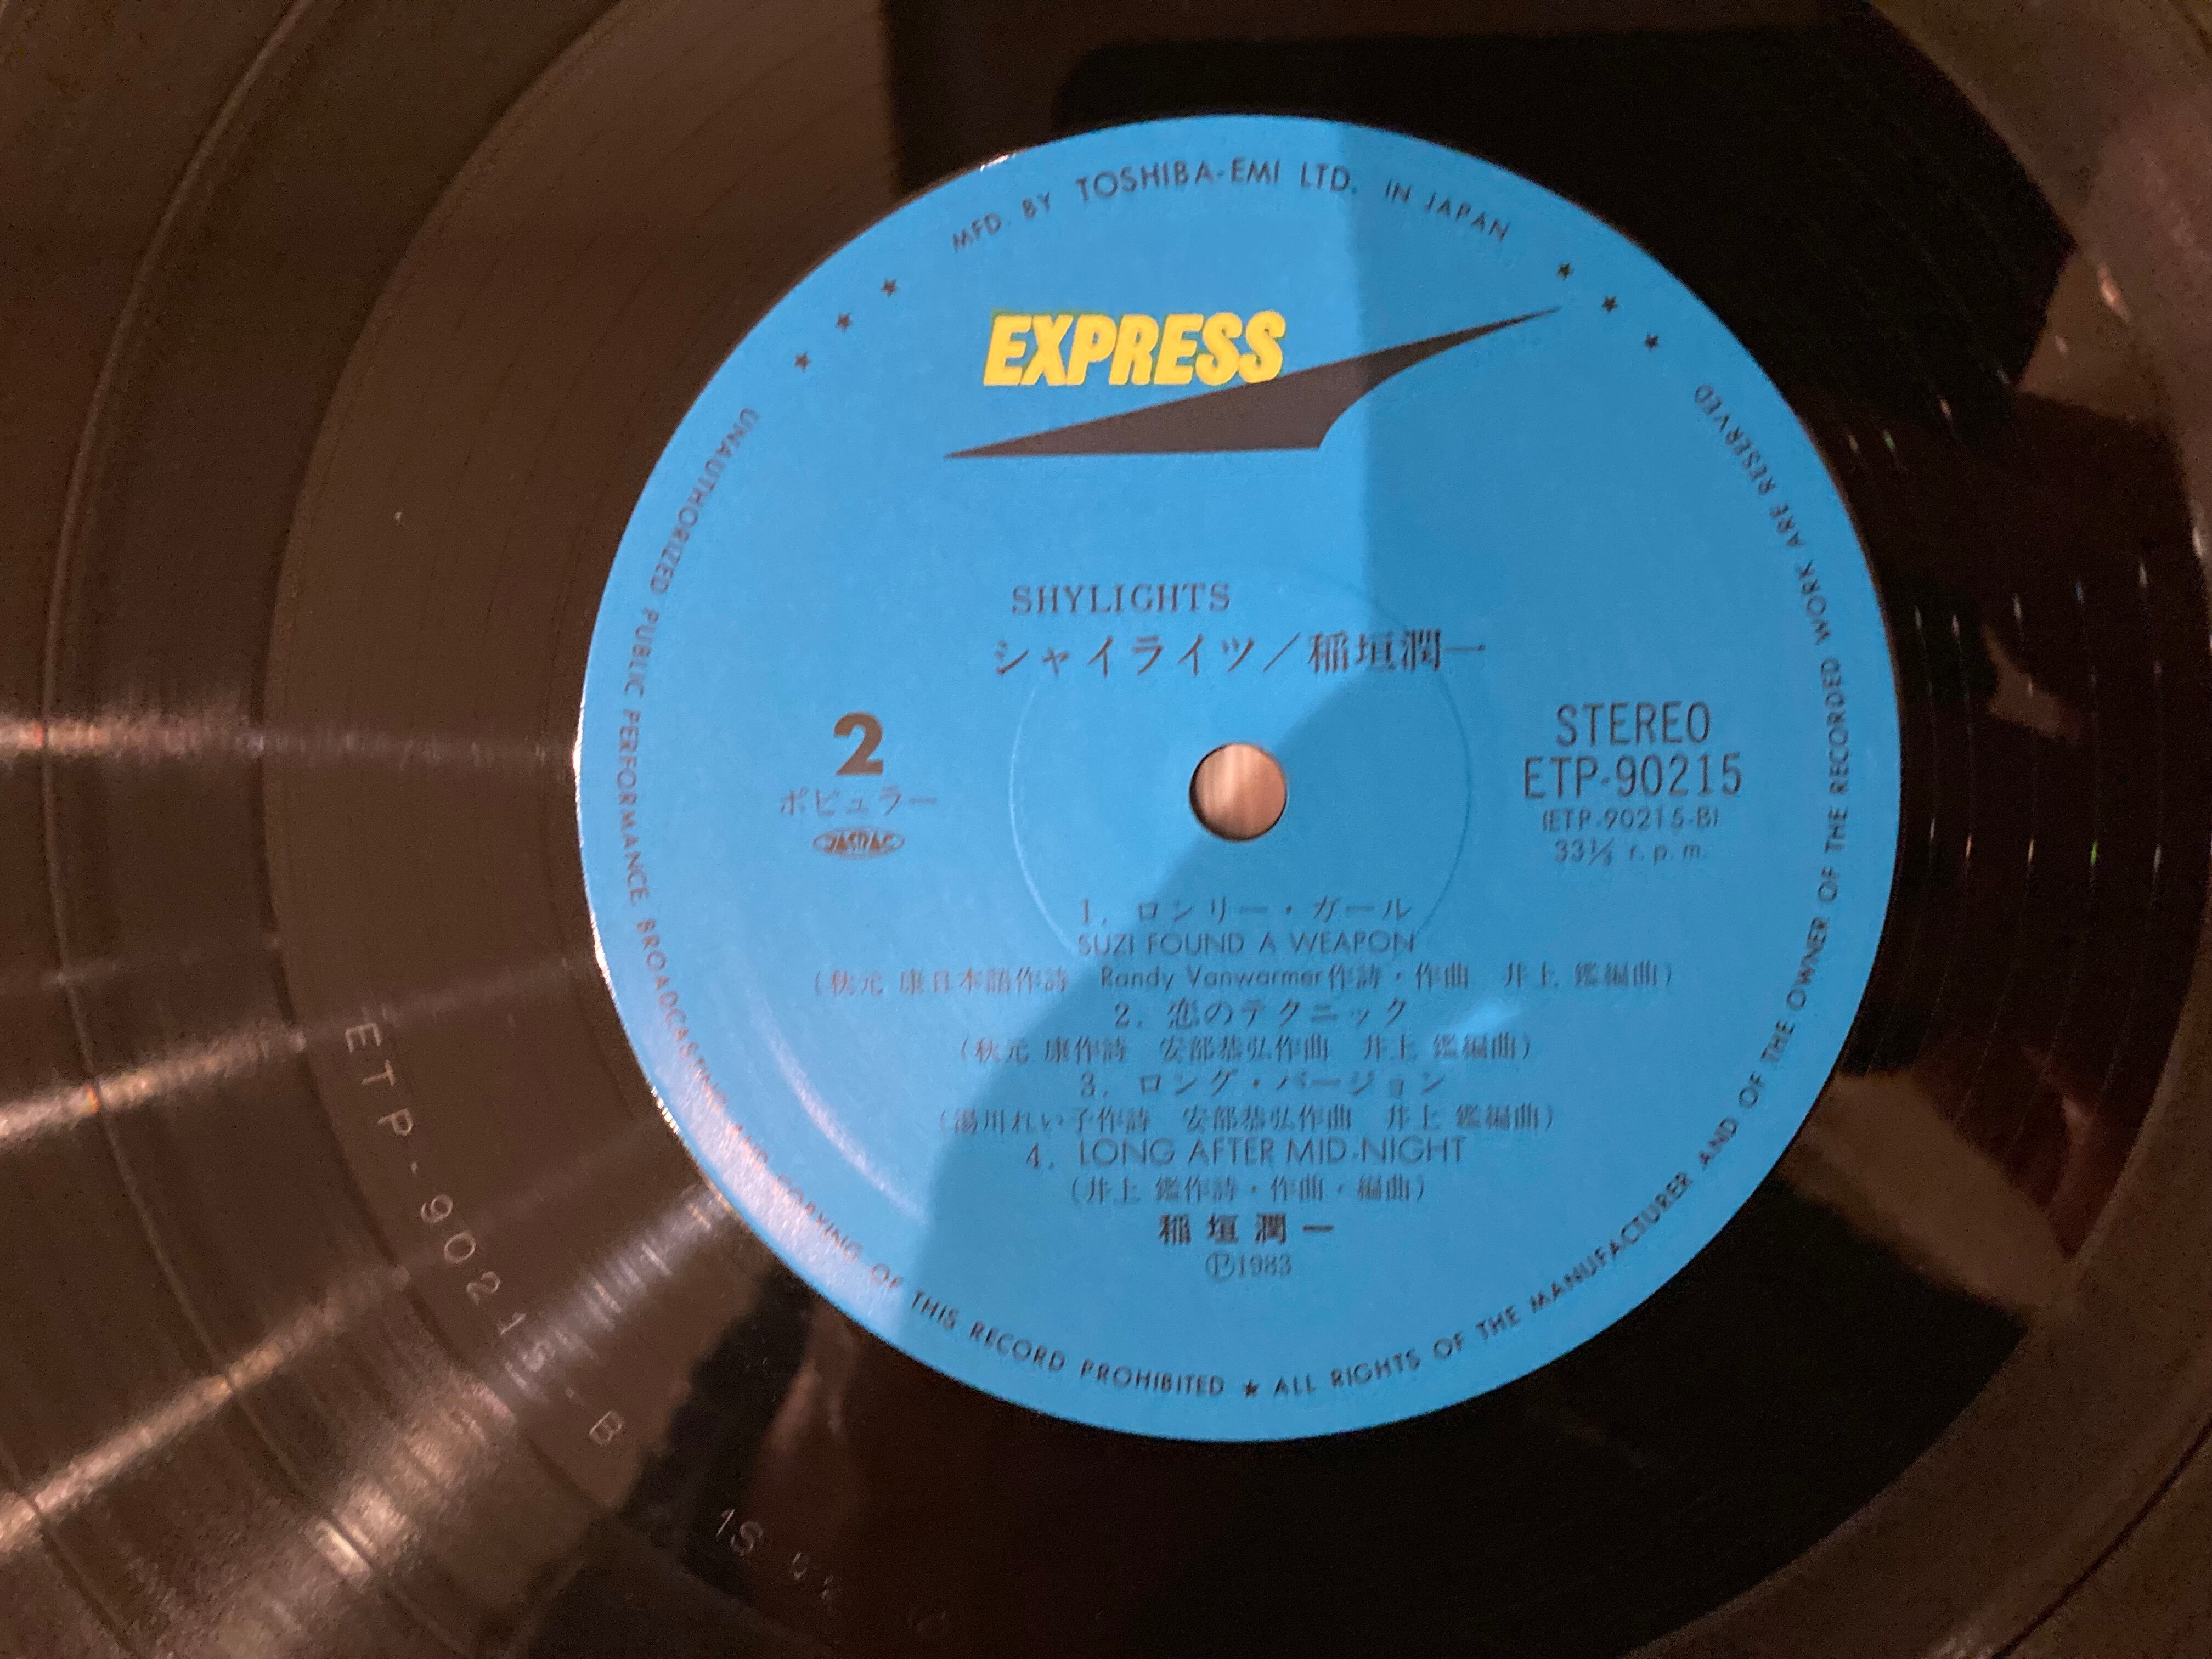 MFD. BY TOSHIBA-EMI LTD. IN JAPAN
EXPRESS
SHYLIGHTS
シャイライツ／稲垣潤一
2
ポピュラー
JASRAC
STEREO
ETP-90215
(ETP-90215-B)
33⅓ r.p.m.
1. ロンリー・ガール
SUZI FOUND A WEAPON
(秋元 康日本語作詩 Randy Vanwarmer作詩・作曲 井上 鑑編曲)
2. 恋のテクニック
(秋元 康作詩 安部恭弘作曲 井上 鑑編曲)
3. ロング・バージョン
(湯川れい子作詩 安部恭弘作曲 井上 鑑編曲)
4. LONG AFTER MID-NIGHT
(井上 鑑作詩・作曲・編曲)
稲垣潤一
Ⓟ1983
UNAUTHORIZED PUBLIC PERFORMANCE BROADCASTING AND COPYING OF THIS RECORD PROHIBITED ★ ALL RIGHTS OF THE MANUFACTURER AND OF THE OWNER OF THE RECORDED WORK ARE RESERVED
ETP-90215-B
1S